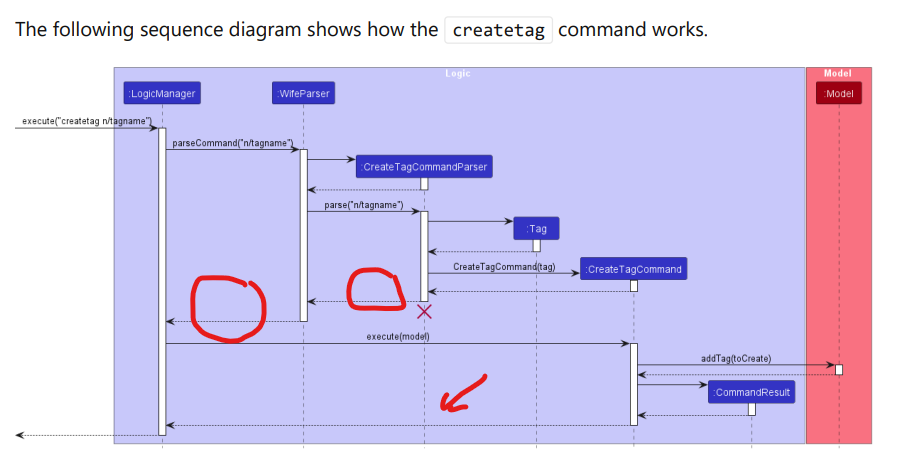 The following sequence diagram shows how the createtag command works.
Logic
Model
:LogicManager
:WifeParser
:Model
execute("createtag n/tagname")
parseCommand("n/tagname")
:CreateTagCommandParser
parse("n/tagname")
:Tag
CreateTagCommand(tag)
:CreateTagCommand
execute(model)
addTag(toCreate)
:CommandResult